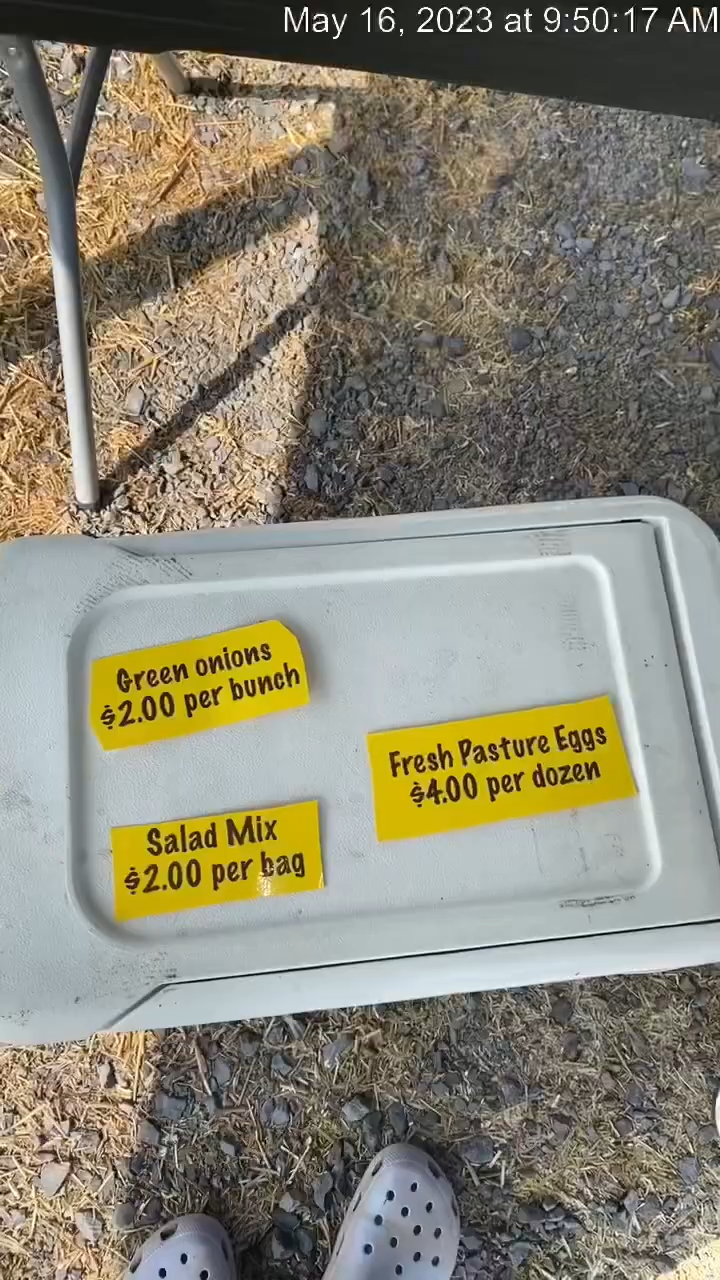 May 16, 2023 at 9:50:17 AM
Green onions
$2.00 per bunch
Fresh Pasture Eggs
$4.00 per dozen
Salad Mix
$2.00 per bag